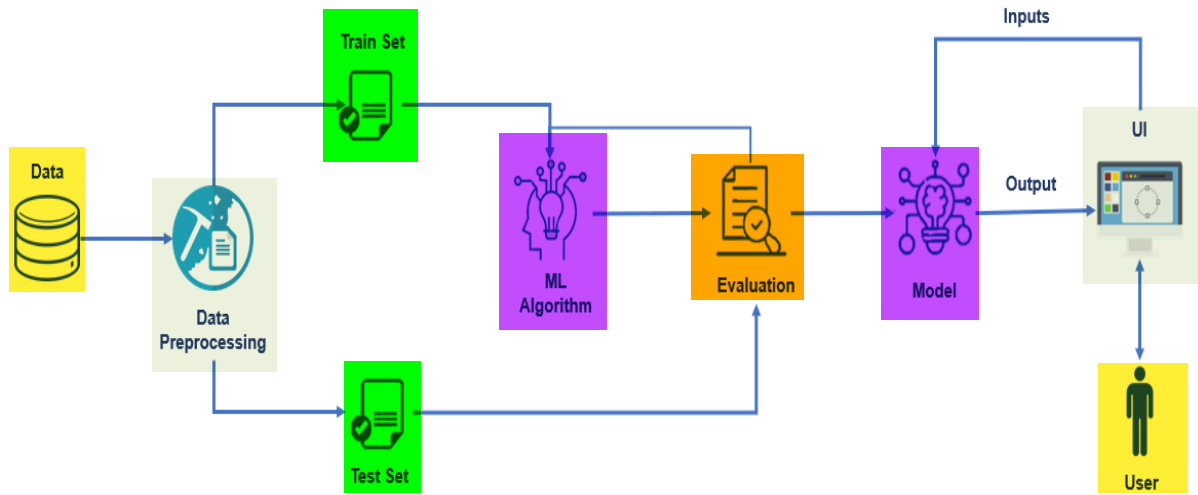 Inputs
Train Set
UI
Data
Output
ML
Algorithm
Evaluation
Model
Data
Preprocessing
Test Set
User